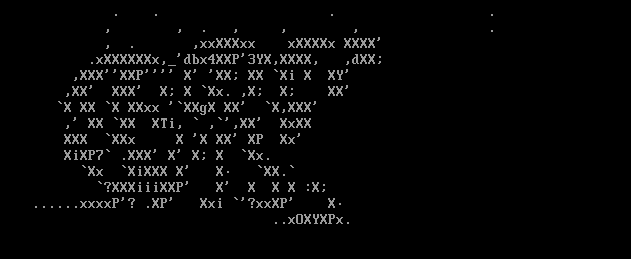 .    .                     .                   .
,        ,  .   ,     ,        ,                .
,  .       ,xxXXXxx    xXXXXx XXXX'
.xXXXXXXx,_'dbx4XXP'3YX,XXXX,   ,dXX;
,XXX''XXP'''' X' 'XX; XX `Xi X  XY'
,XX'  XXX'  X; X `Xx. ,X;  X;    XX'
`X XX `X XXxx '`XXgX XX'  `X,XXX'
,' XX `XX  XTi, ` ,`',XX'  XxXX
XXX  `XXx     X 'X XX' XP  Xx'
XiXP7` .XXX' X' X; X  `Xx.
`Xx  `XiXXX X'   X·   `XX.`
`?XXXiiiXXP'   X'  X  X X :X;
......xxxxP'? .XP'   Xxi `'?xxXP'    X·
..xOXYXPx.